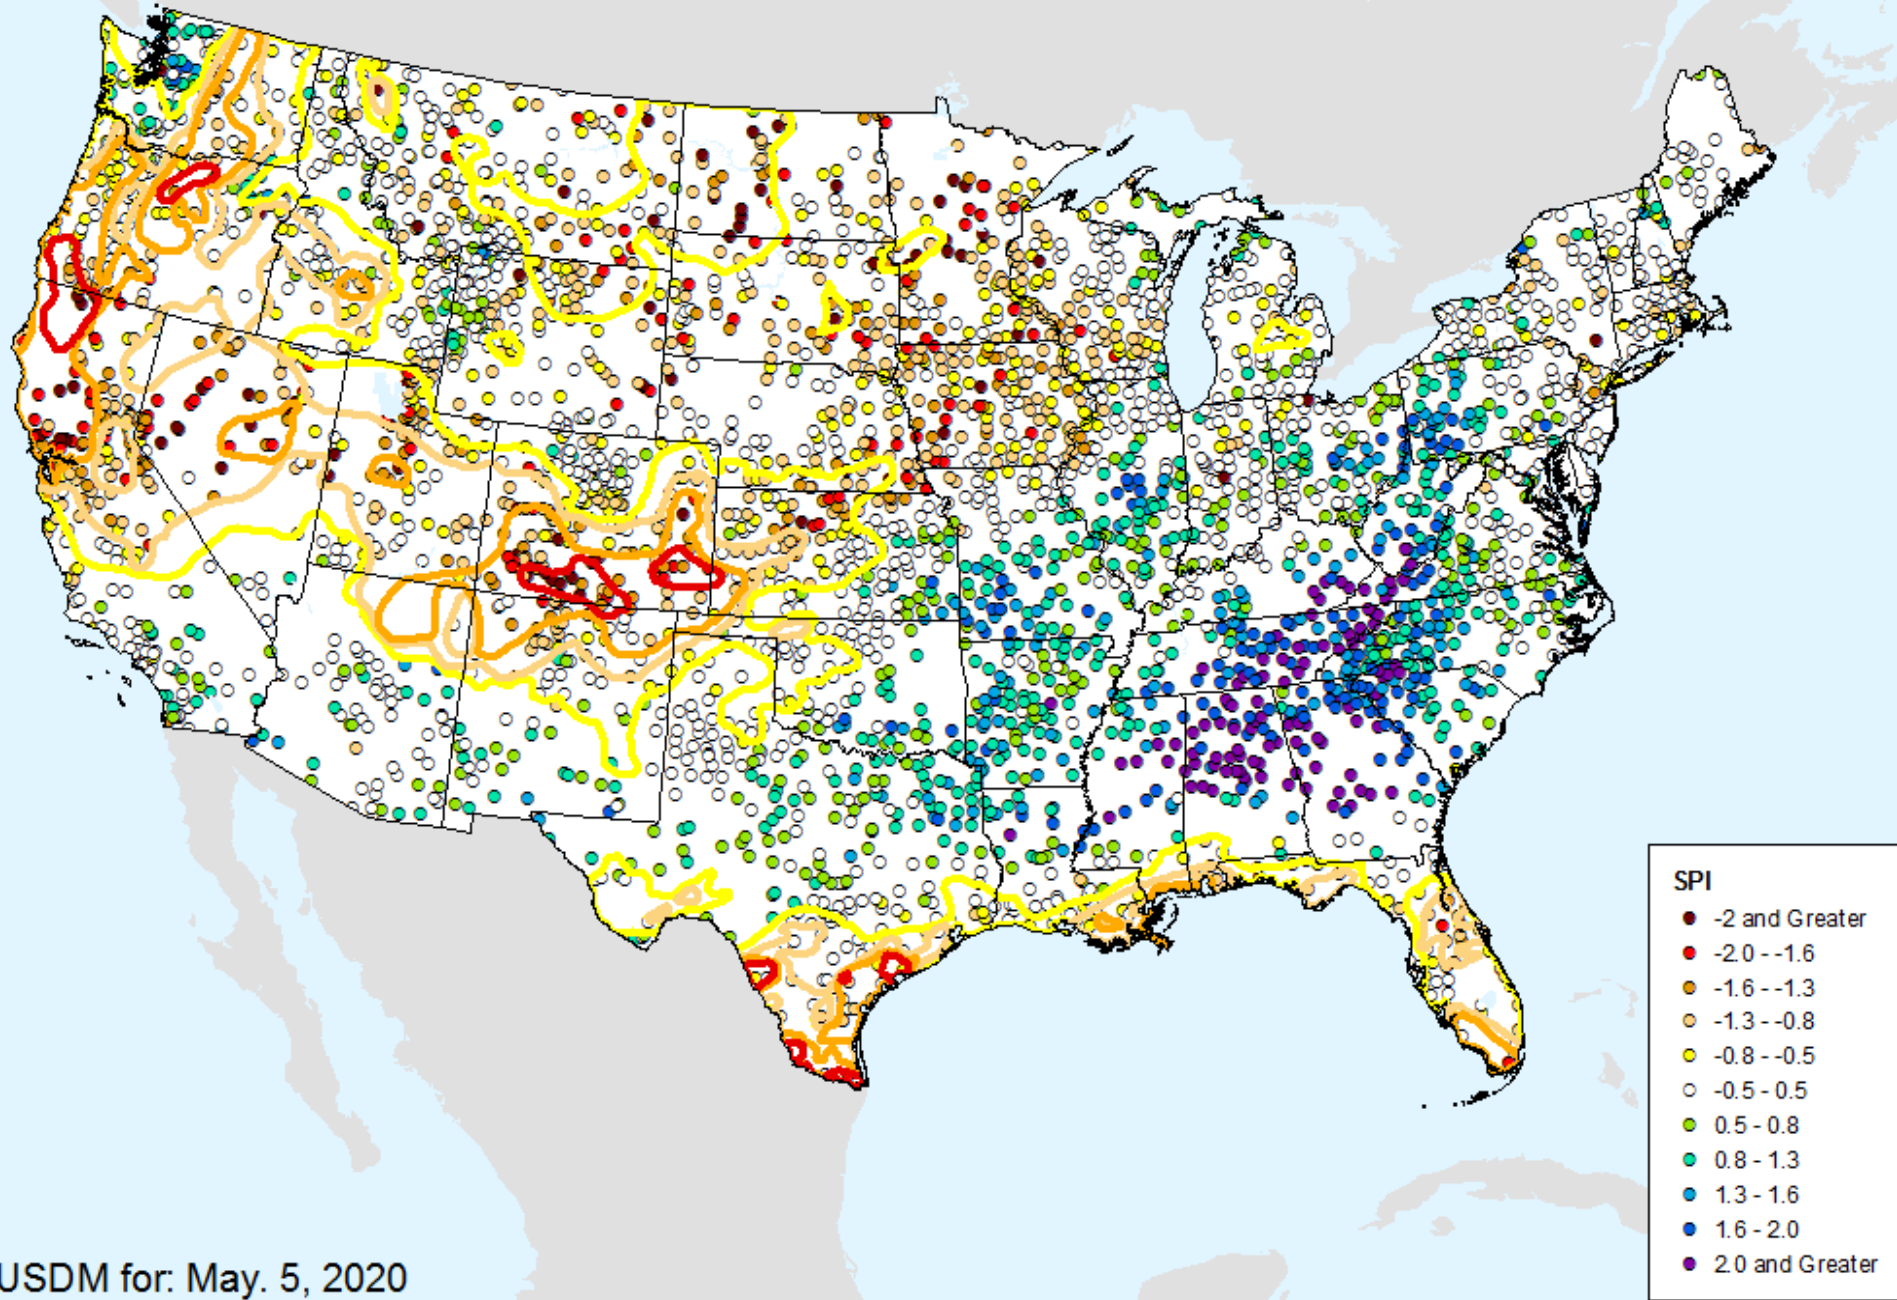 SPI
-2 and Greater
-2.0 - -1.6
-1.6 - -1.3
-1.3 - -0.8
-0.8 - -0.5
-0.5 - 0.5
0.5 - 0.8
0.8 - 1.3
1.3 - 1.6
1.6 - 2.0
2.0 and Greater
USDM for: May. 5, 2020